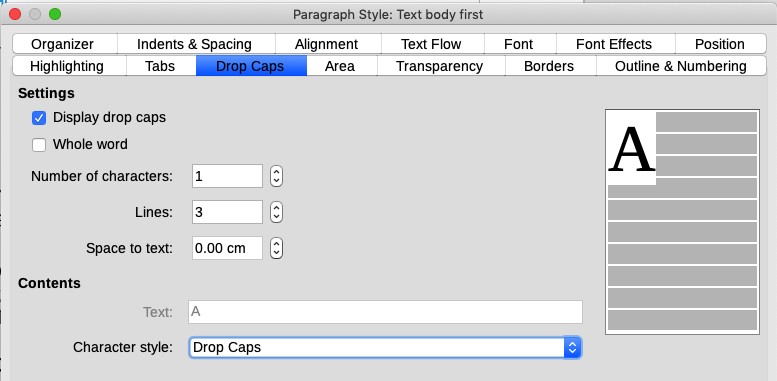 Paragraph Style: Text body first
Organizer Indents & Spacing Alignment Text Flow Font Font Effects Position
Highlighting Tabs Drop Caps Area Transparency Borders Outline & Numbering
Settings
Display drop caps
Whole word
Number of characters: 1
Lines: 3
Space to text: 0.00 cm
A
Contents
Text: A
Character style: Drop Caps